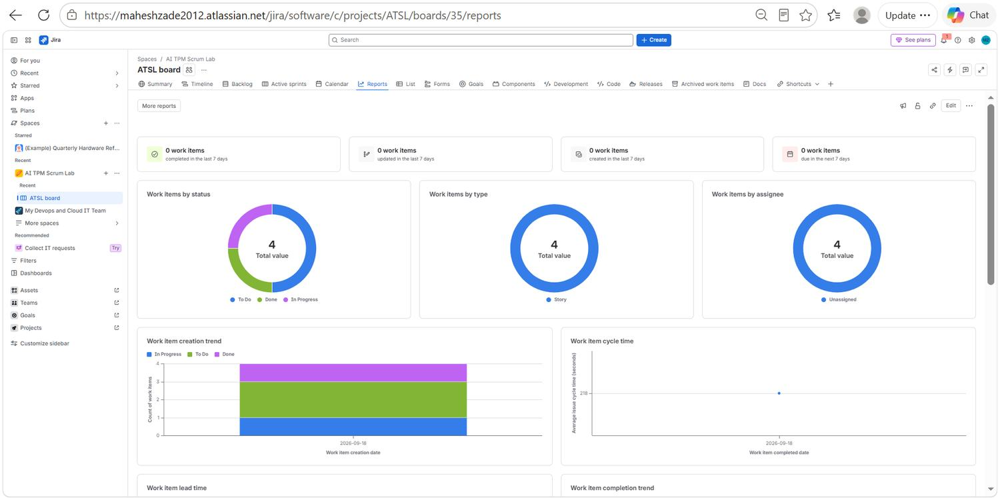 https://maheshzade2012.atlassian.net/jira/software/c/projects/ATSL/boards/35/reports
Update
Chat
Jira
Search
+ Create
See plans
1
MZ
For you
Recent
Starred
Apps
Plans
Spaces
Starred
(Example) Quarterly Hardware Ref...
Recent
AI TPM Scrum Lab
Recent
ATSL board
My Devops and Cloud IT Team
More spaces
Recommended
Collect IT requests Try
Filters
Dashboards
Assets
Teams
Goals
Projects
Customize sidebar
Spaces / AI TPM Scrum Lab
ATSL board
Summary Timeline Backlog Active sprints Calendar Reports List Forms Goals Components Development Code Releases Archived work items Docs Shortcuts
More reports
Edit
0 work items
completed in the last 7 days
0 work items
updated in the last 7 days
0 work items
created in the last 7 days
0 work items
due in the next 7 days
Work items by status
4
Total value
To Do Done In Progress
Work items by type
4
Total value
Story
Work items by assignee
4
Total value
Unassigned
Work item creation trend
In Progress To Do Done
Count of work items
4
3
2
1
0
2026-09-18
Work item creation date
Work item cycle time
Average issue cycle time (seconds)
218
2026-09-18
Work item completed date
Work item lead time
Work item completion trend